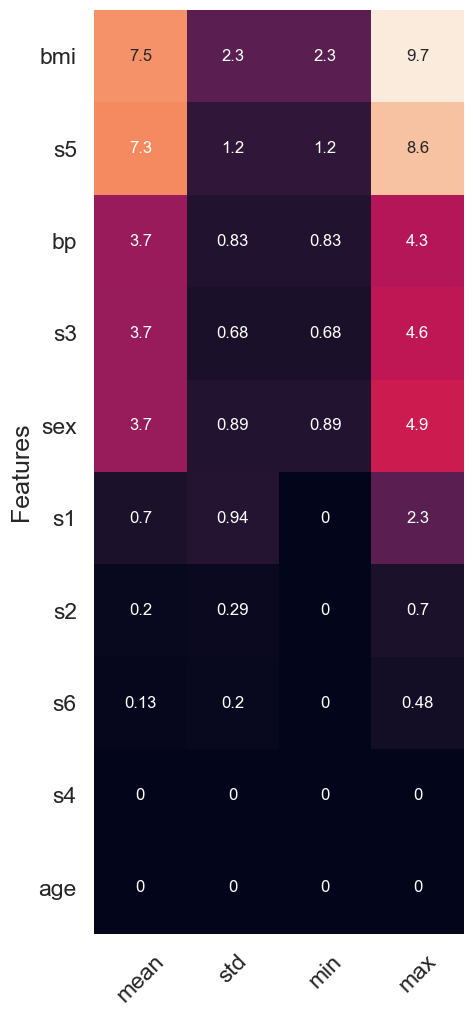 bmi 7.5 2.3 2.3 9.7
s5 7.3 1.2 1.2 8.6
bp 3.7 0.83 0.83 4.3
s3 3.7 0.68 0.68 4.6
sex 3.7 0.89 0.89 4.9
Features
s1 0.7 0.94 0 2.3
s2 0.2 0.29 0 0.7
s6 0.13 0.2 0 0.48
s4 0 0 0 0
age 0 0 0 0
mean std min max